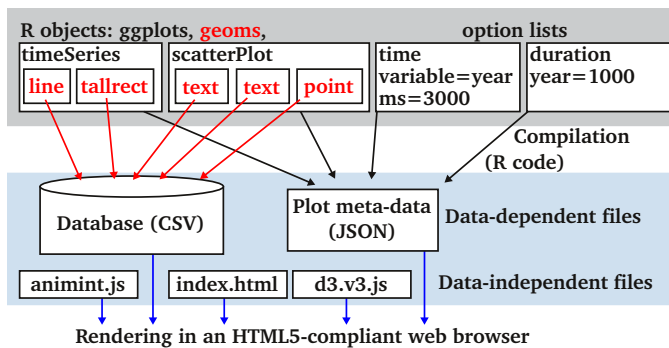 R objects: ggplots, geoms, option lists
timeSeries
line tallrect
scatterPlot
text text point
time
variable=year
ms=3000
duration
year=1000
Compilation
(R code)
Database (CSV)
Plot meta-data
(JSON)
Data-dependent files
animint.js index.html d3.v3.js Data-independent files
Rendering in an HTML5-compliant web browser